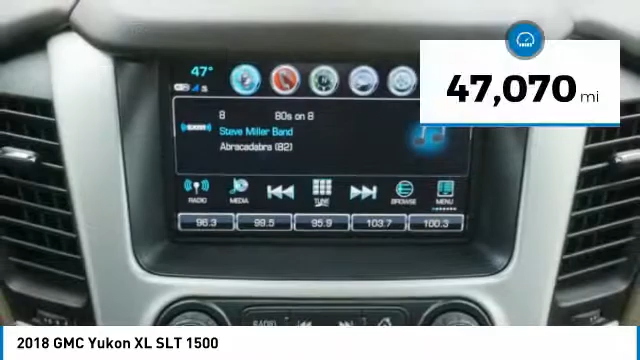 47°
47,070 mi
8 80s on 8
Steve Miller Band
Abracadabra (82)
RADIO MEDIA TUNE BROWSE MENU
96.3 99.5 95.9 103.7 100.3
RADIO
2018 GMC Yukon XL SLT 1500